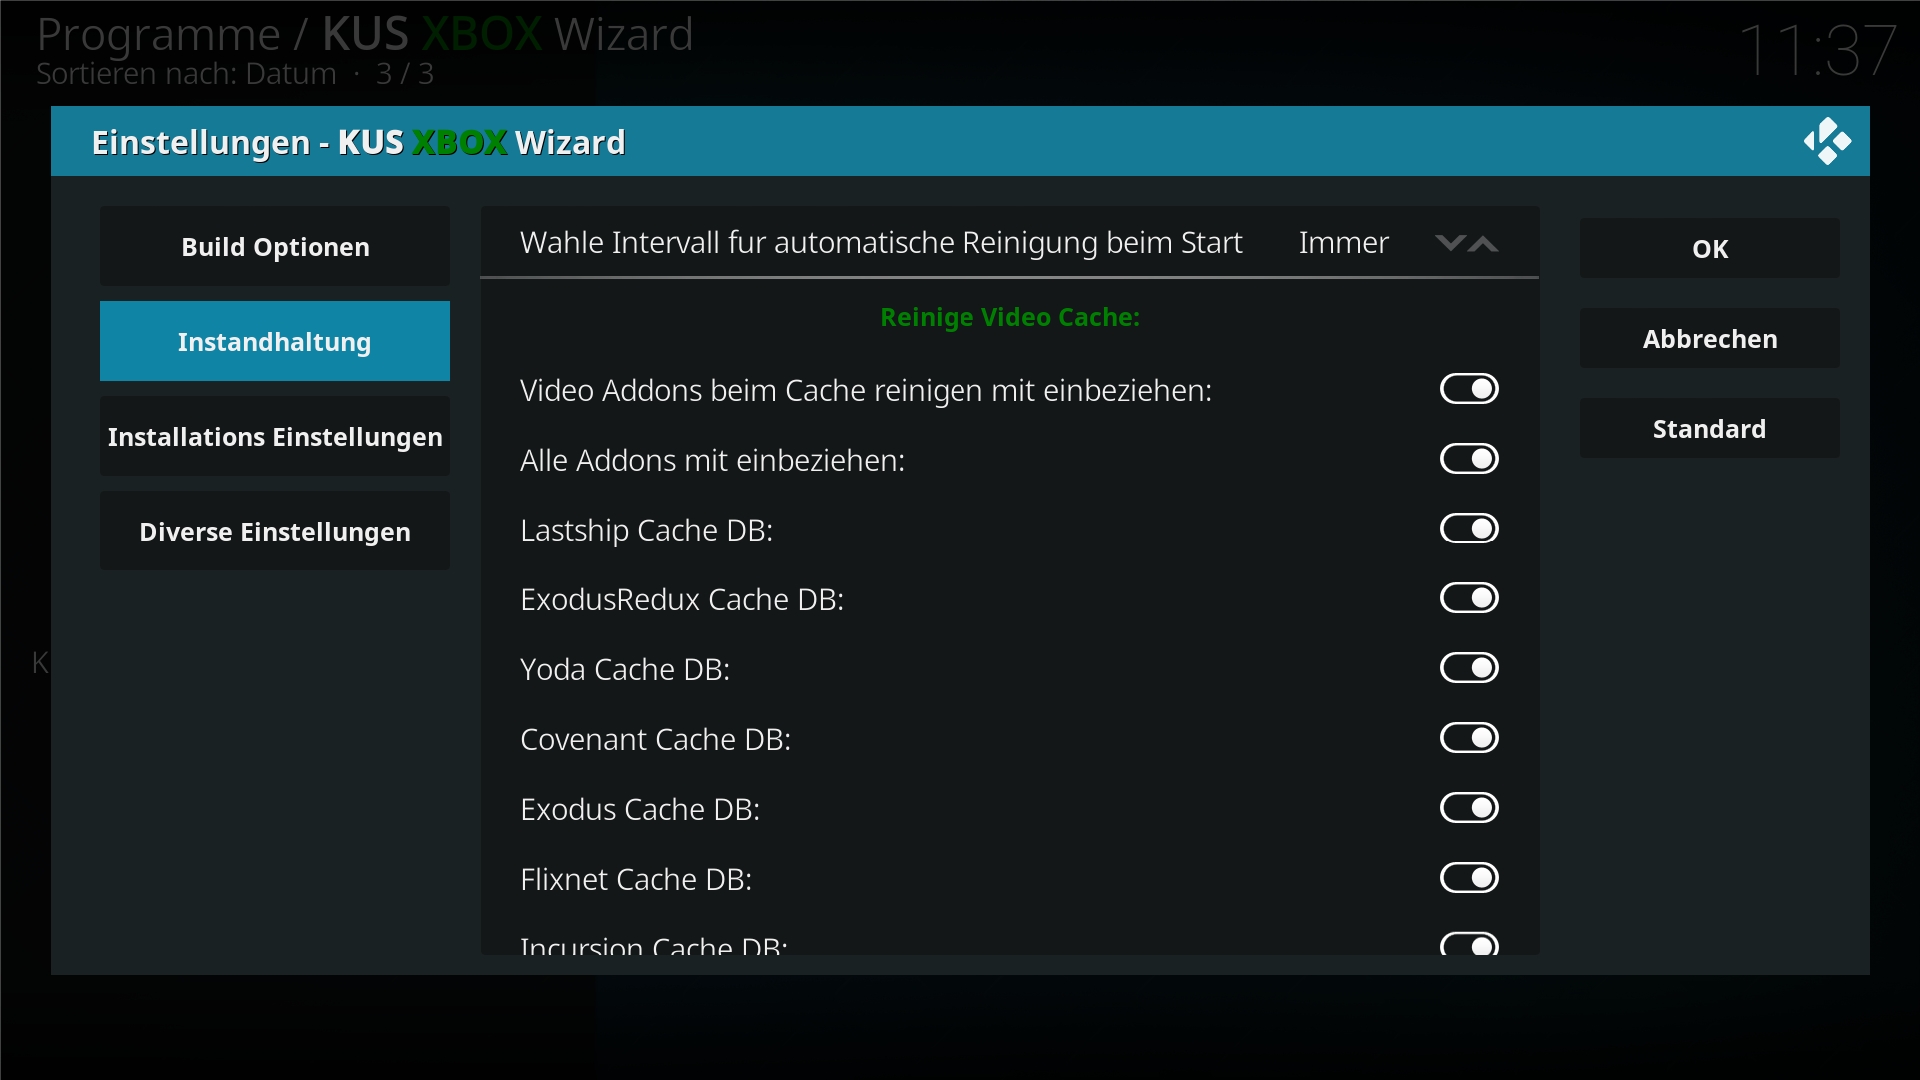 Programme / KUS XBOX Wizard
Sortieren nach: Datum · 3 / 3
11:37
Einstellungen - KUS XBOX Wizard
Build Optionen
Instandhaltung
Installations Einstellungen
Diverse Einstellungen
Wahle Intervall fur automatische Reinigung beim Start Immer
Reinige Video Cache:
Video Addons beim Cache reinigen mit einbeziehen:
Alle Addons mit einbeziehen:
Lastship Cache DB:
ExodusRedux Cache DB:
Yoda Cache DB:
Covenant Cache DB:
Exodus Cache DB:
Flixnet Cache DB:
Incursion Cache DB:
OK
Abbrechen
Standard
K